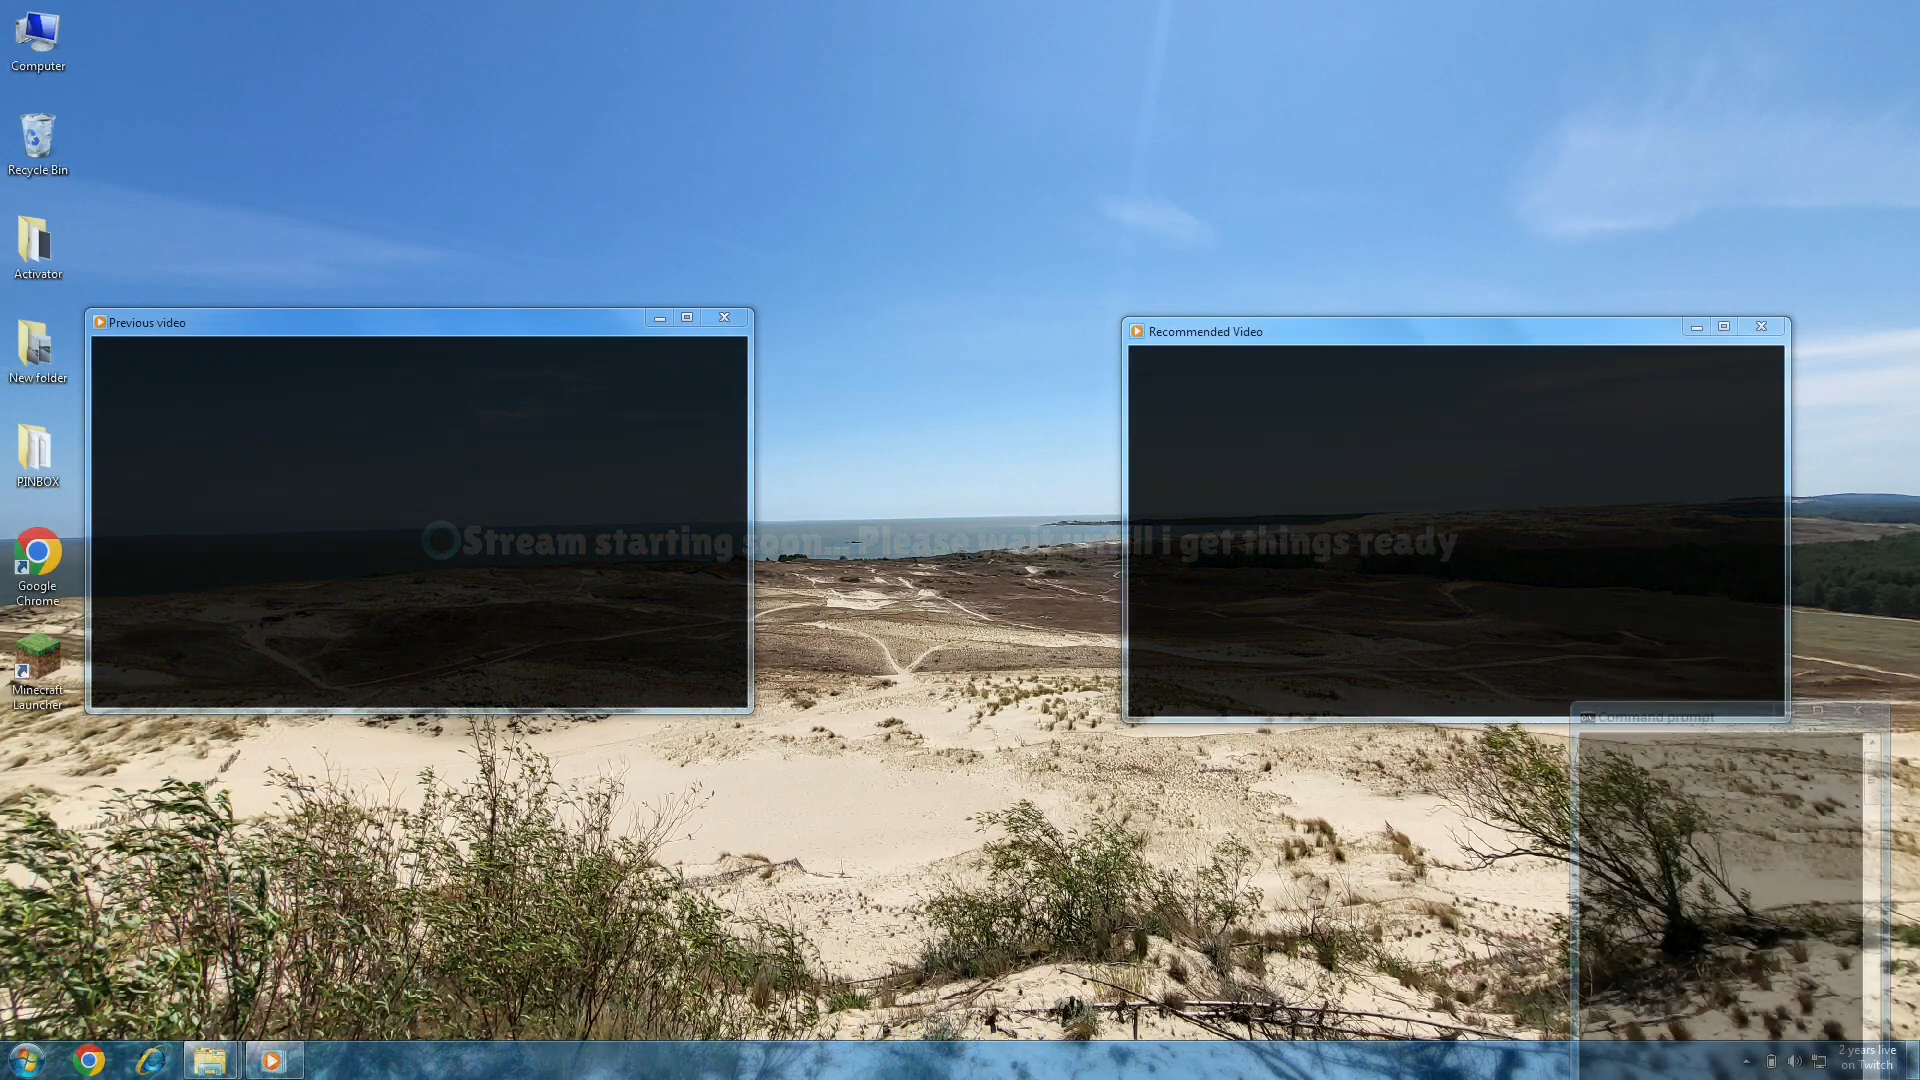 Computer
Recycle Bin
Activator
New folder
PINBOX
Google
Chrome
Minecraft
Launcher
Previous video
Recommended Video
Stream starting soon... Please wait until i get things ready
Command prompt
2 years live
on Twitch